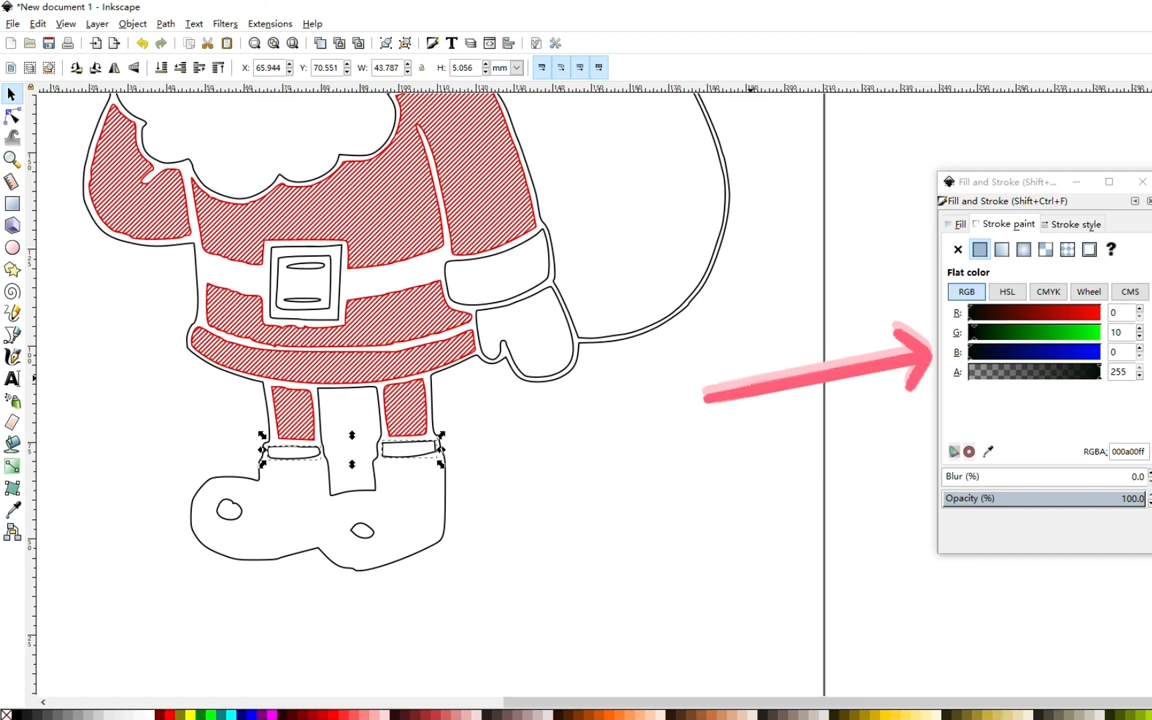 *New document 1 - Inkscape
File Edit View Layer Object Path Text Filters Extensions Help
X: 65.944 Y: 70.551 W: 43.787 H: 5.056 mm
Fill and Stroke (Shift+...
Fill and Stroke (Shift+Ctrl+F)
Fill Stroke paint Stroke style
?
Flat color
RGB HSL CMYK Wheel CMS
R: 0
G: 10
B: 0
A: 255
RGBA: 000a00ff
Blur (%) 0.0
Opacity (%) 100.0